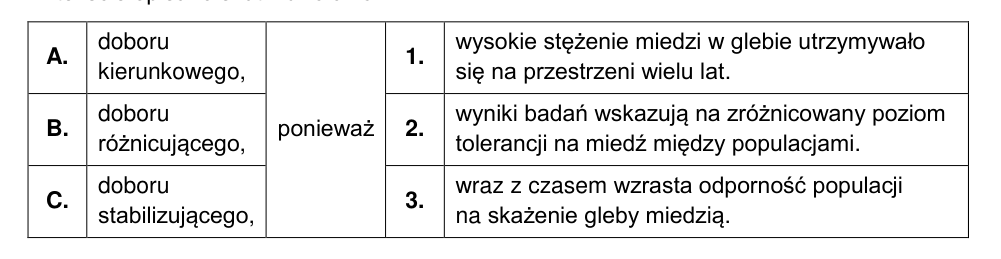 A.
doboru
kierunkowego,
B.
doboru
różnicującego,
C.
doboru
stabilizującego,
ponieważ
1.
wysokie stężenie miedzi w glebie utrzymywało
się na przestrzeni wielu lat.
2.
wyniki badań wskazują na zróżnicowany poziom
tolerancji na miedź między populacjami.
3.
wraz z czasem wzrasta odporność populacji
na skażenie gleby miedzią.